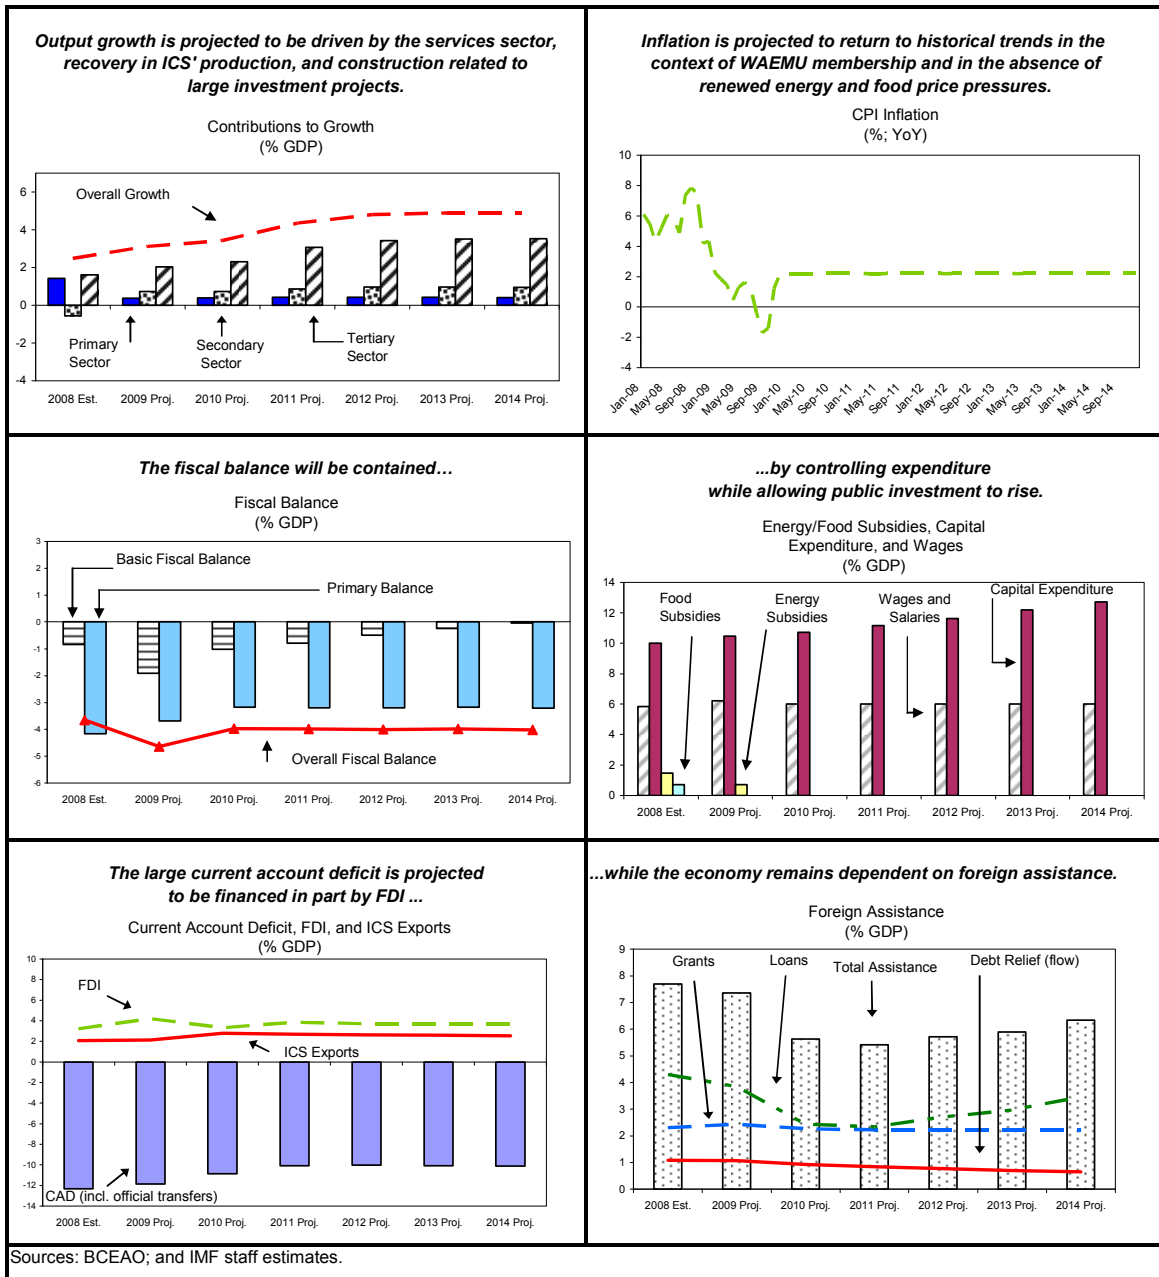 Output growth is projected to be driven by the services sector,
recovery in ICS' production, and construction related to
large investment projects.
Contributions to Growth
(% GDP)
6
4
2
0
-2
-4
Overall Growth
Primary
Sector
Secondary
Sector
Tertiary
Sector
2008 Est.
2009 Proj.
2010 Proj.
2011 Proj.
2012 Proj.
2013 Proj.
2014 Proj.
Inflation is projected to return to historical trends in the
context of WAEMU membership and in the absence of
renewed energy and food price pressures.
CPI Inflation
(%; YoY)
10
8
6
4
2
0
-2
-4
Jan-08
May-08
Sep-08
Jan-09
May-09
Sep-09
Jan-10
May-10
Sep-10
Jan-11
May-11
Sep-11
Jan-12
May-12
Sep-12
Jan-13
May-13
Sep-13
Jan-14
May-14
Sep-14
The fiscal balance will be contained…
Fiscal Balance
(% GDP)
3
2
1
0
-1
-2
-3
-4
-5
-6
Basic Fiscal Balance
Primary Balance
Overall Fiscal Balance
2008 Est.
2009 Proj.
2010 Proj.
2011 Proj.
2012 Proj.
2013 Proj.
2014 Proj.
...by controlling expenditure
while allowing public investment to rise.
Energy/Food Subsidies, Capital
Expenditure, and Wages
(% GDP)
14
12
10
8
6
4
2
0
Food
Subsidies
Energy
Subsidies
Wages and
Salaries
Capital Expenditure
2008 Est.
2009 Proj.
2010 Proj.
2011 Proj.
2012 Proj.
2013 Proj.
2014 Proj.
The large current account deficit is projected
to be financed in part by FDI ...
Current Account Deficit, FDI, and ICS Exports
(% GDP)
10
8
6
4
2
0
-2
-4
-6
-8
-10
-12
-14
FDI
ICS Exports
CAD (incl. official transfers)
2008 Est.
2009 Proj.
2010 Proj.
2011 Proj.
2012 Proj.
2013 Proj.
2014 Proj.
...while the economy remains dependent on foreign assistance.
Foreign Assistance
(% GDP)
9
8
7
6
5
4
3
2
1
0
Grants
Loans
Total Assistance
Debt Relief (flow)
2008 Est.
2009 Proj.
2010 Proj.
2011 Proj.
2012 Proj.
2013 Proj.
2014 Proj.
Sources: BCEAO; and IMF staff estimates.